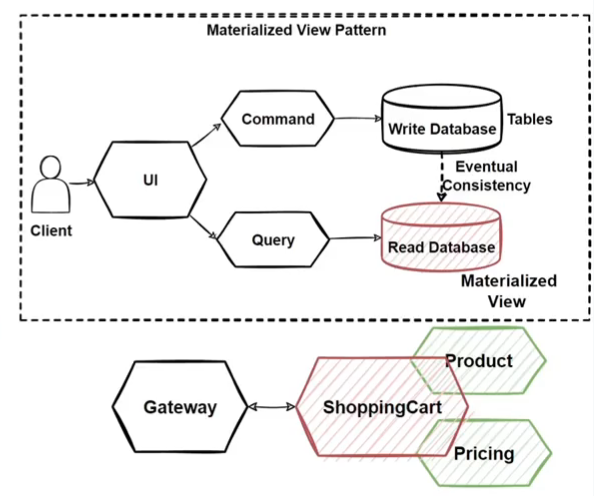 Materialized View Pattern
Command
Write Database
Tables
UI
Eventual
Consistency
Client
Query
Read Database
Materialized
View
Product
Gateway
ShoppingCart
Pricing